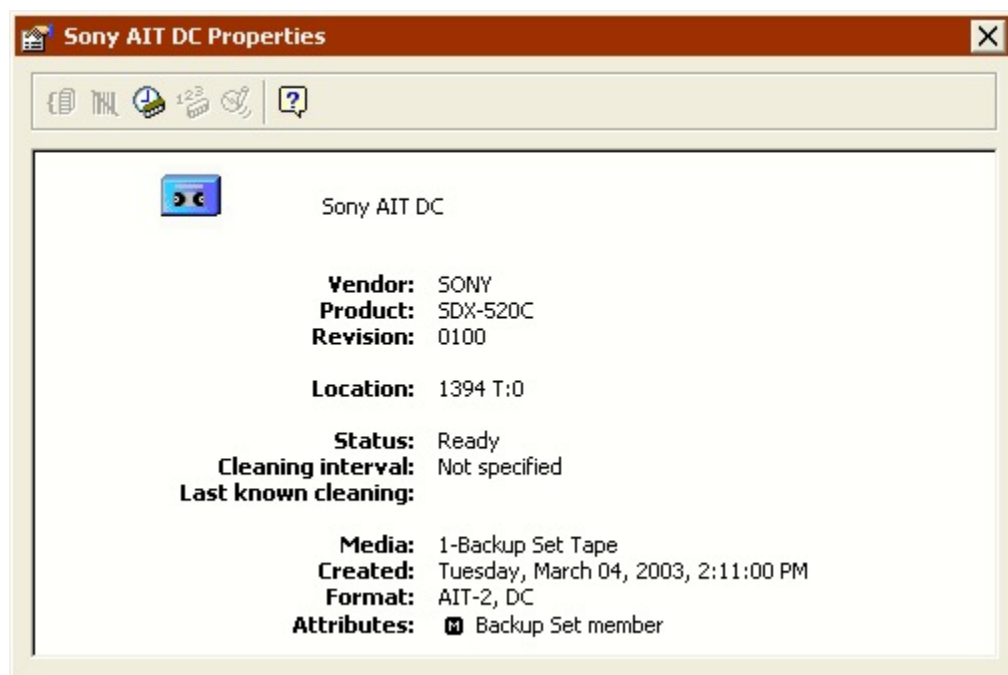 Sony AIT DC Properties
123
Sony AIT DC
Vendor: SONY
Product: SDX-520C
Revision: 0100
Location: 1394 T:0
Status: Ready
Cleaning interval: Not specified
Last known cleaning:
Media: 1-Backup Set Tape
Created: Tuesday, March 04, 2003, 2:11:00 PM
Format: AIT-2, DC
Attributes: M Backup Set member